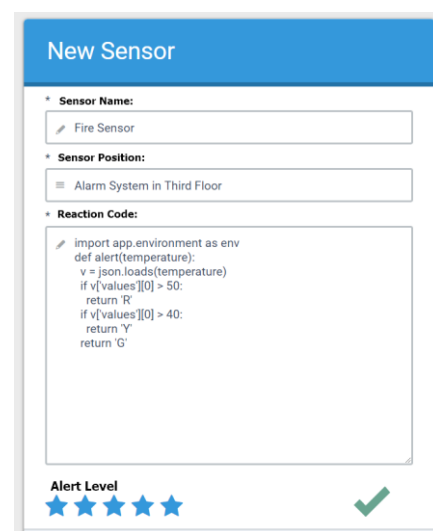 New Sensor
* Sensor Name:
Fire Sensor
* Sensor Position:
Alarm System in Third Floor
* Reaction Code:
import app.environment as env
def alert(temperature):
  v = json.loads(temperature)
  if v['values'][0] > 50:
    return 'R'
  if v['values'][0] > 40:
    return 'Y'
  return 'G'
Alert Level